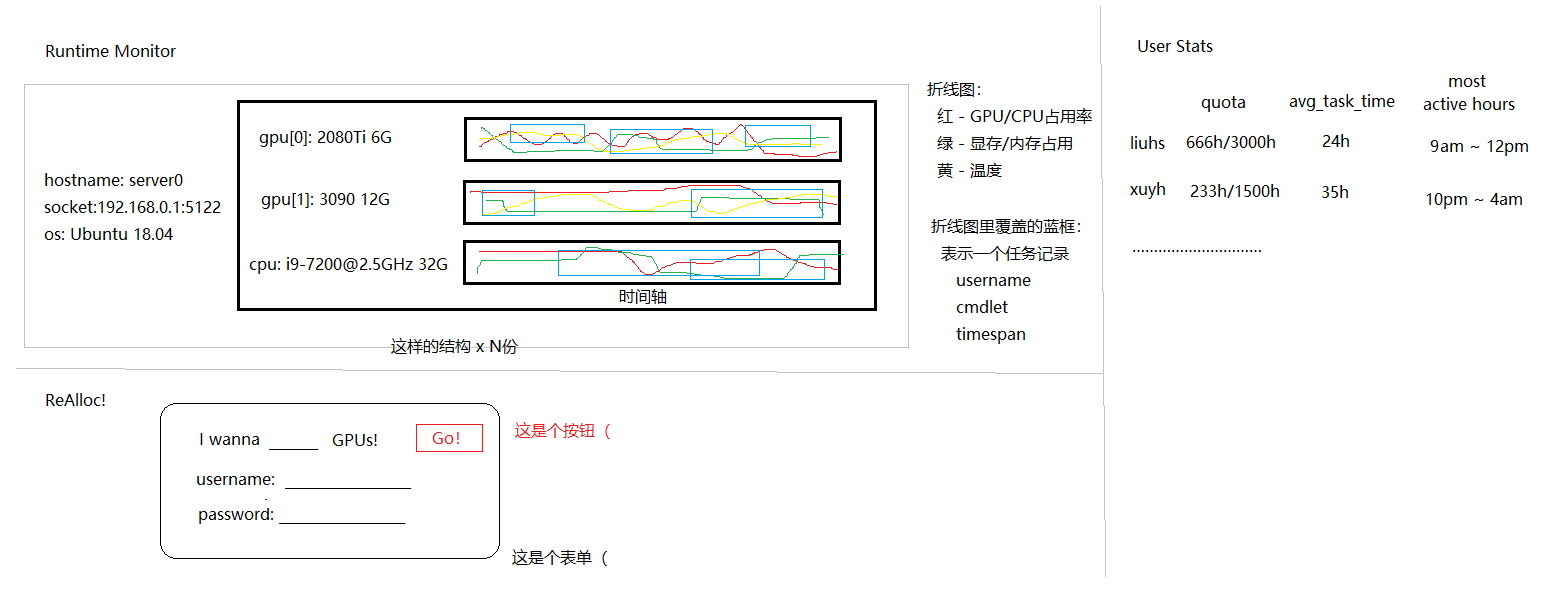 Runtime Monitor
hostname: server0
socket:192.168.0.1:5122
os: Ubuntu 18.04
gpu[0]: 2080Ti 6G
gpu[1]: 3090 12G
cpu: i9-7200@2.5GHz 32G
时间轴
这样的结构 x N份
折线图：
红 - GPU/CPU占用率
绿 - 显存/内存占用
黄 - 温度
折线图里覆盖的蓝框：
表示一个任务记录
username
cmdlet
timespan
User Stats
quota avg_task_time most active hours
liuhs 666h/3000h 24h 9am ~ 12pm
xuyh 233h/1500h 35h 10pm ~ 4am
..............................
ReAlloc!
I wanna ______ GPUs! Go!
这是个按钮（
username: ______________
password: ______________
这是个表单（